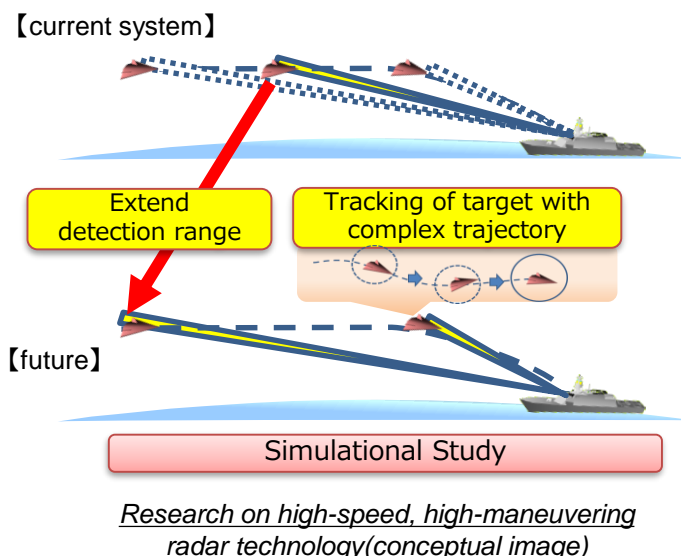 【current system】
Extend
detection range
Tracking of target with
complex trajectory
【future】
Simulational Study
Research on high-speed, high-maneuvering
radar technology(conceptual image)